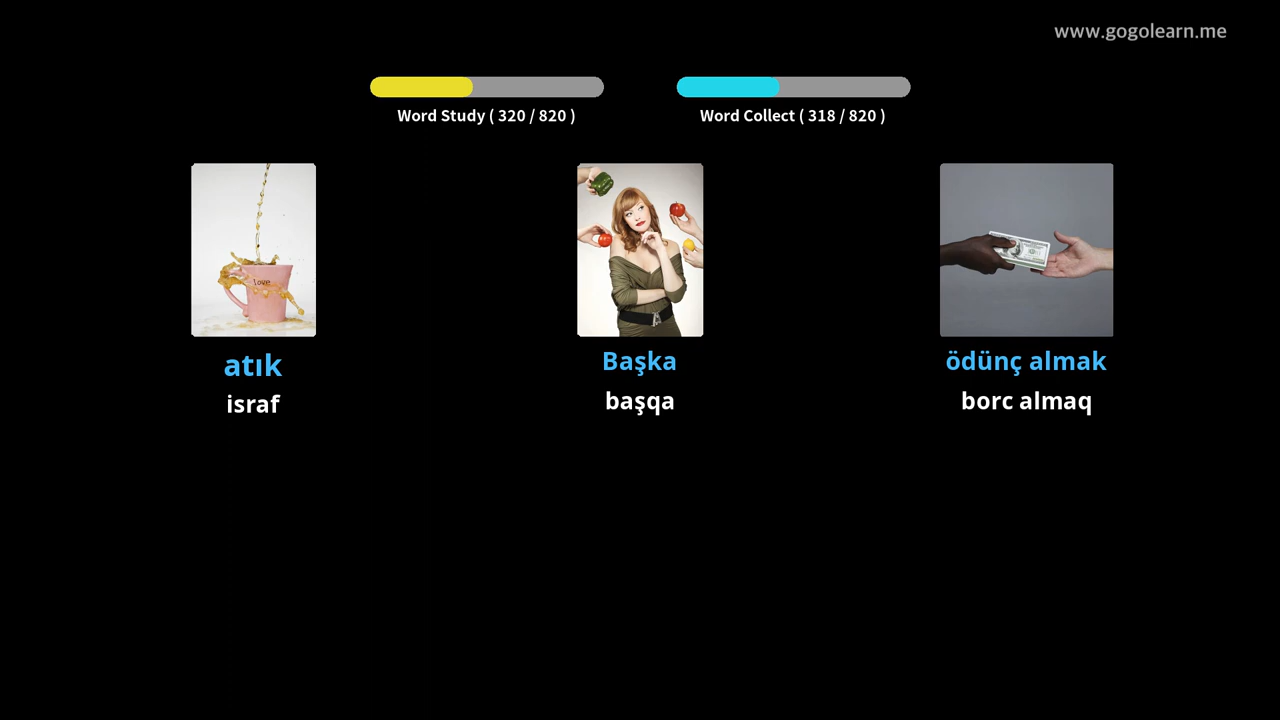 www.gogolearn.me
Word Study ( 320 / 820 )
Word Collect ( 318 / 820 )
love
atık
israf
Başka
başqa
ödünç almak
borc almaq